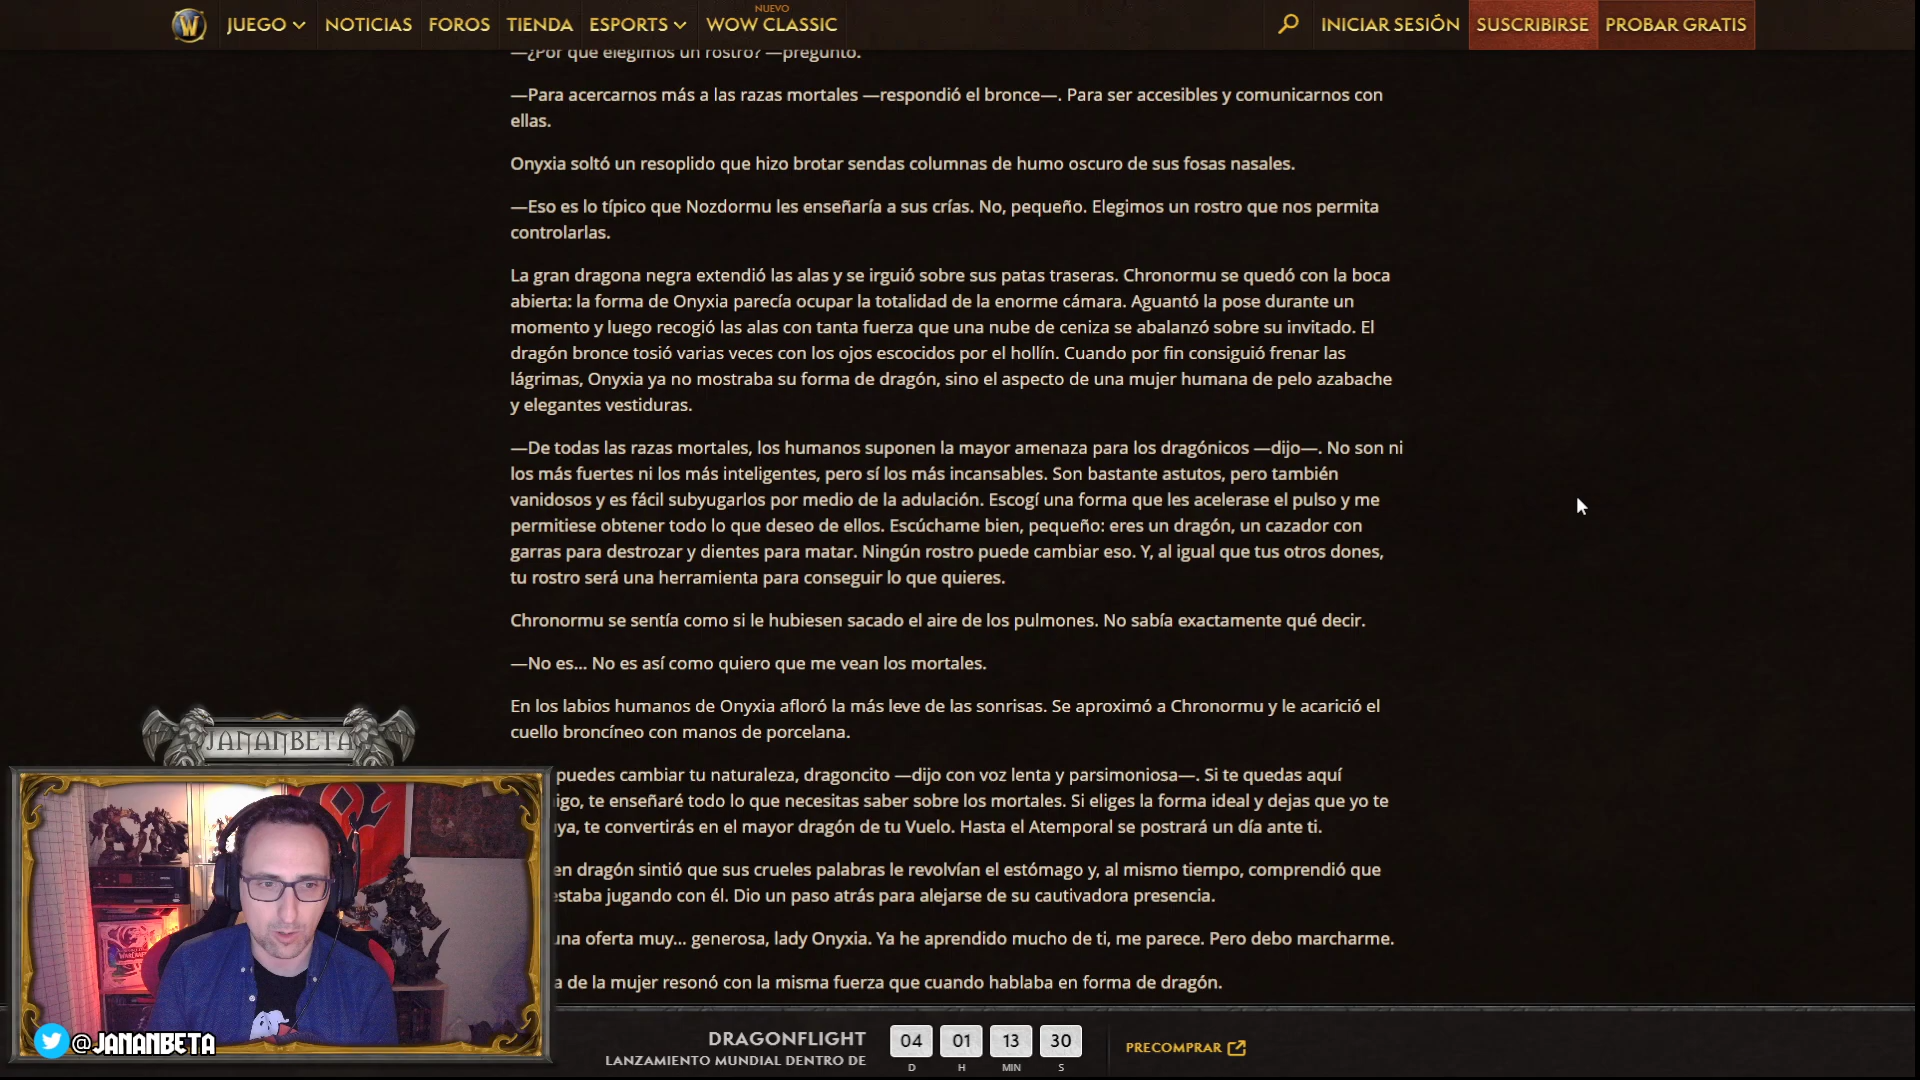 JUEGO
NOTICIAS
FOROS
TIENDA
ESPORTS
NUEVO
WOW CLASSIC
INICIAR SESIÓN
SUSCRIBIRSE
PROBAR GRATIS
—¿Por qué elegimos un rostro? —preguntó.
—Para acercarnos más a las razas mortales —respondió el bronce—. Para ser accesibles y comunicarnos con
ellas.
Onyxia soltó un resoplido que hizo brotar sendas columnas de humo oscuro de sus fosas nasales.
—Eso es lo típico que Nozdormu les enseñaría a sus crías. No, pequeño. Elegimos un rostro que nos permita
controlarlas.
La gran dragona negra extendió las alas y se irguió sobre sus patas traseras. Chronormu se quedó con la boca
abierta: la forma de Onyxia parecía ocupar la totalidad de la enorme cámara. Aguantó la pose durante un
momento y luego recogió las alas con tanta fuerza que una nube de ceniza se abalanzó sobre su invitado. El
dragón bronce tosió varias veces con los ojos escocidos por el hollín. Cuando por fin consiguió frenar las
lágrimas, Onyxia ya no mostraba su forma de dragón, sino el aspecto de una mujer humana de pelo azabache
y elegantes vestiduras.
—De todas las razas mortales, los humanos suponen la mayor amenaza para los dragónicos —dijo—. No son ni
los más fuertes ni los más inteligentes, pero sí los más incansables. Son bastante astutos, pero también
vanidosos y es fácil subyugarlos por medio de la adulación. Escogí una forma que les acelerase el pulso y me
permitiese obtener todo lo que deseo de ellos. Escúchame bien, pequeño: eres un dragón, un cazador con
garras para destrozar y dientes para matar. Ningún rostro puede cambiar eso. Y, al igual que tus otros dones,
tu rostro será una herramienta para conseguir lo que quieres.
Chronormu se sentía como si le hubiesen sacado el aire de los pulmones. No sabía exactamente qué decir.
—No es... No es así como quiero que me vean los mortales.
En los labios humanos de Onyxia afloró la más leve de las sonrisas. Se aproximó a Chronormu y le acarició el
cuello broncíneo con manos de porcelana.
puedes cambiar tu naturaleza, dragoncito —dijo con voz lenta y parsimoniosa—. Si te quedas aquí
igo, te enseñaré todo lo que necesitas saber sobre los mortales. Si eliges la forma ideal y dejas que yo te
uya, te convertirás en el mayor dragón de tu Vuelo. Hasta el Atemporal se postrará un día ante ti.
en dragón sintió que sus crueles palabras le revolvían el estómago y, al mismo tiempo, comprendió que
estaba jugando con él. Dio un paso atrás para alejarse de su cautivadora presencia.
una oferta muy... generosa, lady Onyxia. Ya he aprendido mucho de ti, me parece. Pero debo marcharme.
a de la mujer resonó con la misma fuerza que cuando hablaba en forma de dragón.
JANANBETA
@JANANBETA
DRAGONFLIGHT
LANZAMIENTO MUNDIAL DENTRO DE
04 01 13 30
D H MIN S
PRECOMPRAR